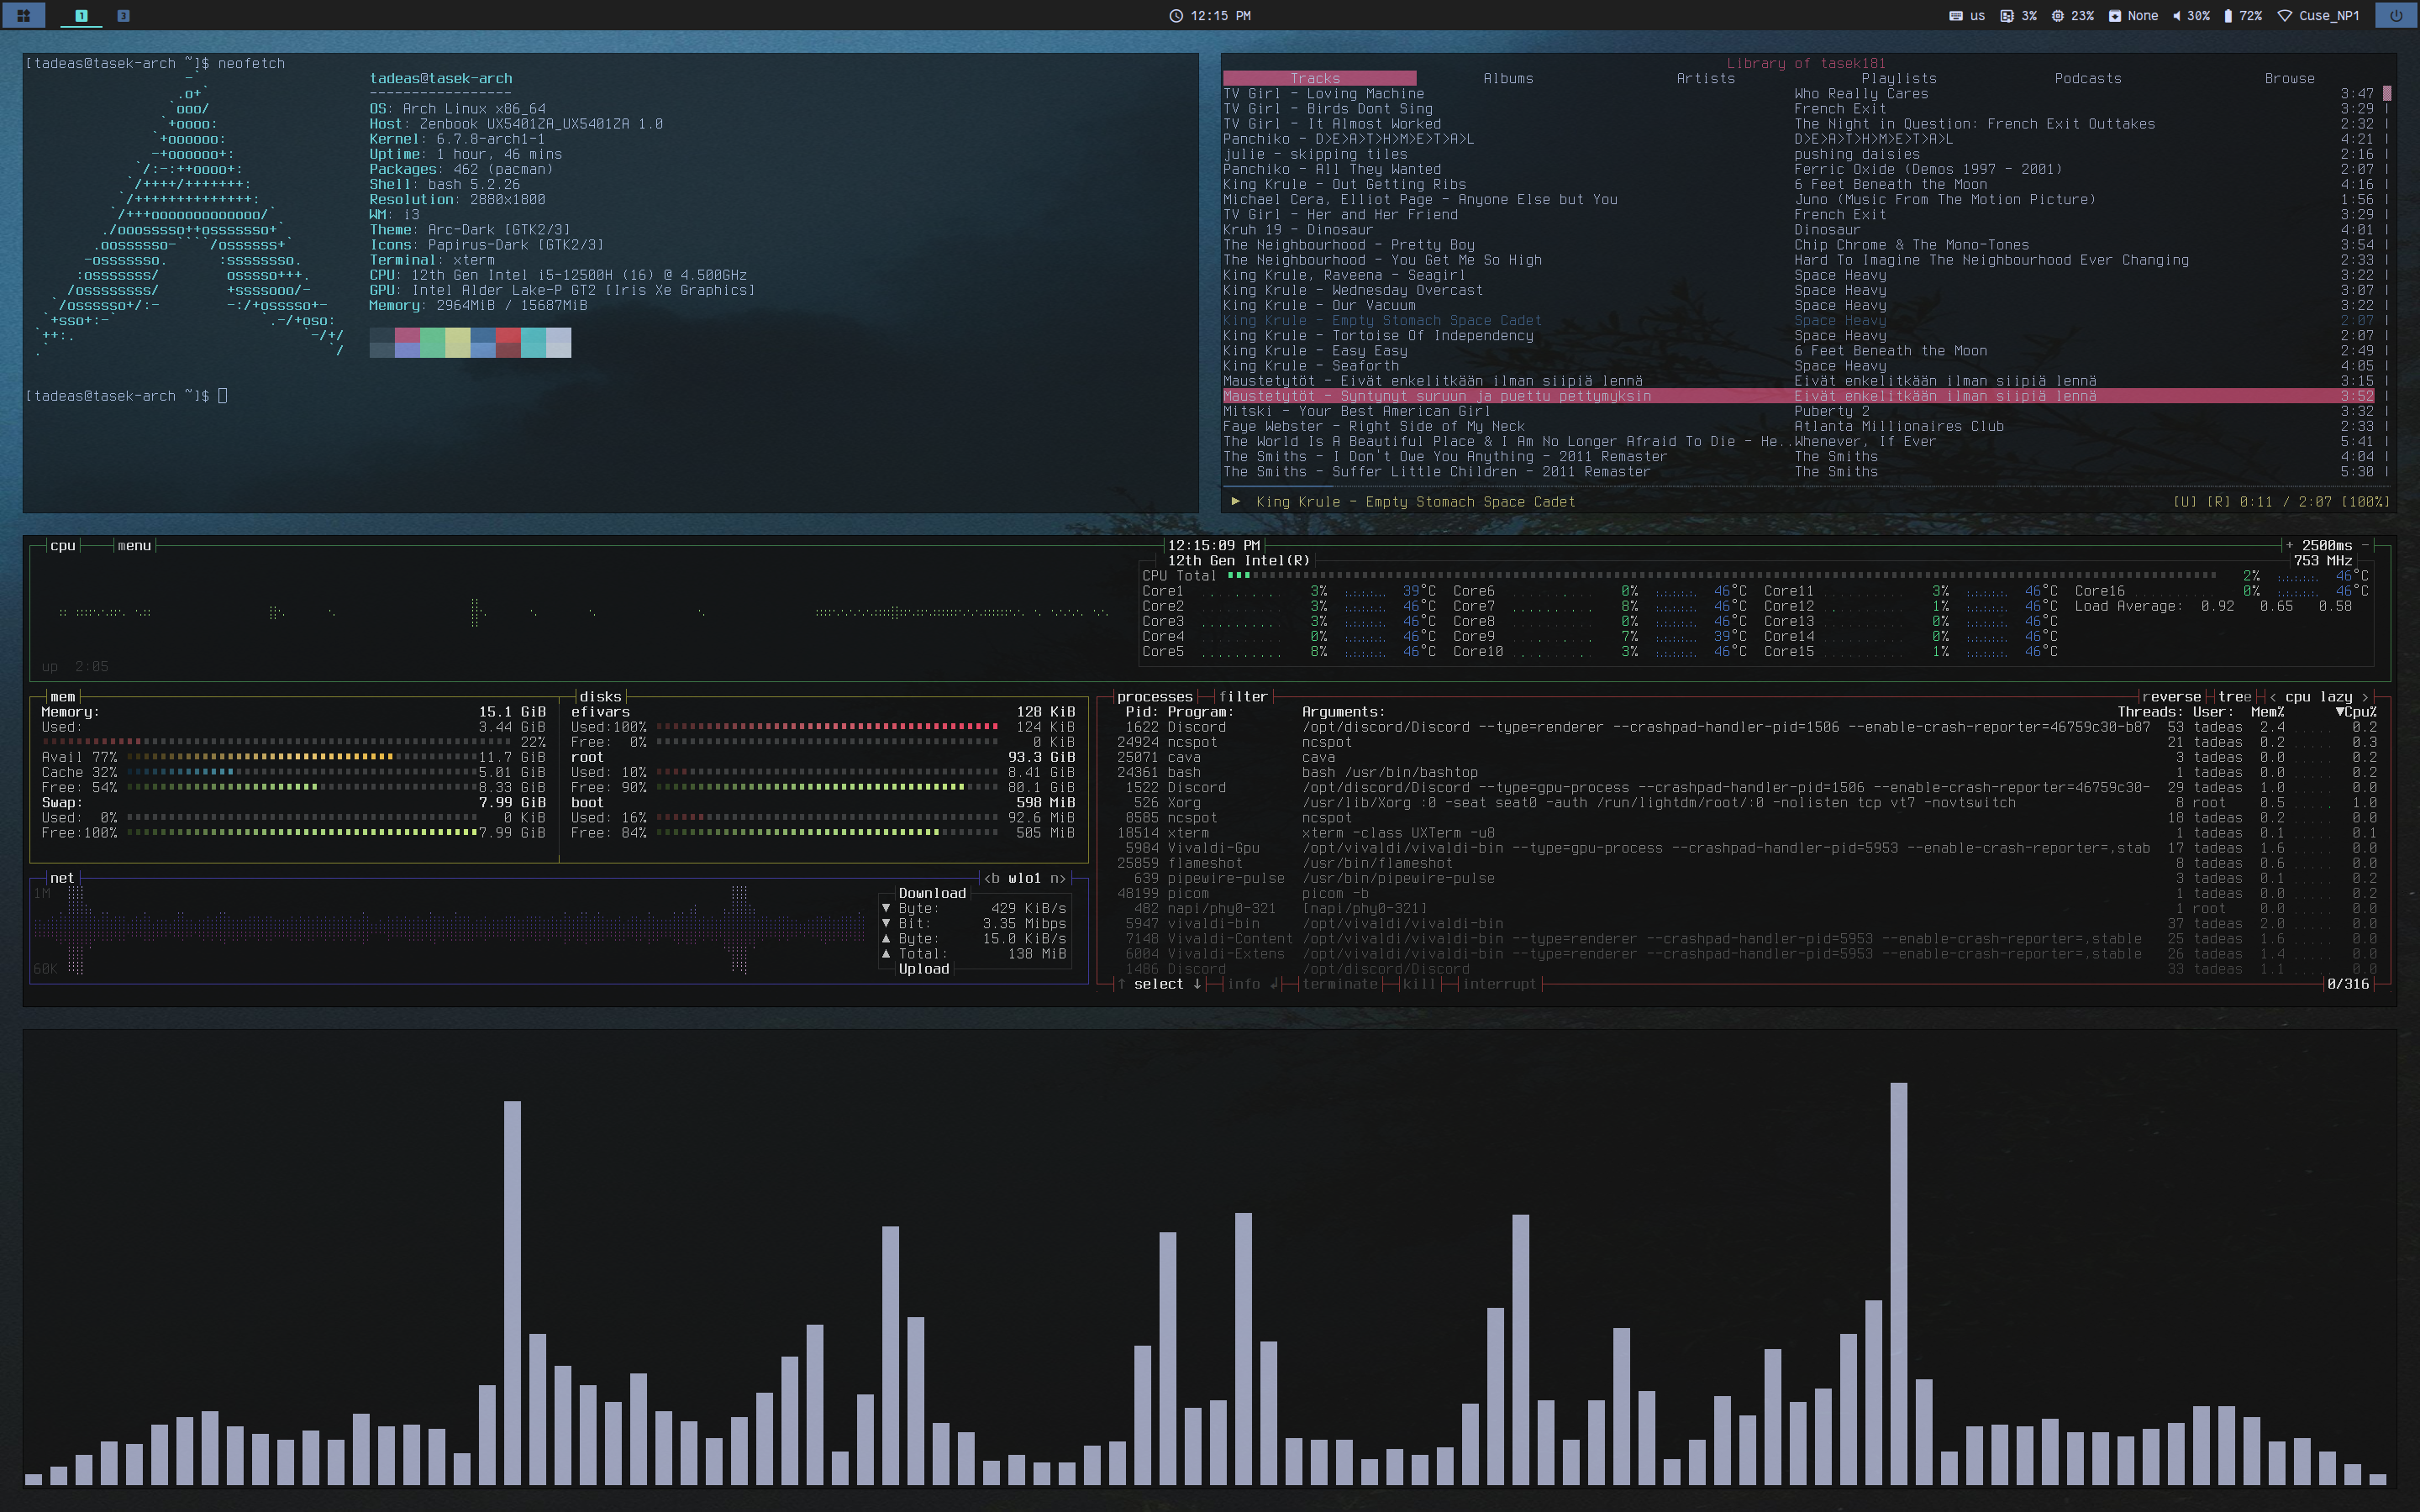 1 3
12:15 PM
us 3% 23% None 30% 72% Cuse_NP1
[tadeas@tasek-arch ~]$ neofetch
tadeas@tasek-arch
-----------------
OS: Arch Linux x86_64
Host: Zenbook UX5401ZA_UX5401ZA 1.0
Kernel: 6.7.8-arch1-1
Uptime: 1 hour, 46 mins
Packages: 462 (pacman)
Shell: bash 5.2.26
Resolution: 2880x1800
WM: i3
Theme: Arc-Dark [GTK2/3]
Icons: Papirus-Dark [GTK2/3]
Terminal: xterm
CPU: 12th Gen Intel i5-12500H (16) @ 4.500GHz
GPU: Intel Alder Lake-P GT2 [Iris Xe Graphics]
Memory: 2964MiB / 15687MiB
[tadeas@tasek-arch ~]$
Library of tasek181
Tracks Albums Artists Playlists Podcasts Browse
TV Girl - Loving Machine Who Really Cares 3:47
TV Girl - Birds Dont Sing French Exit 3:29
TV Girl - It Almost Worked The Night in Question: French Exit Outtakes 2:32
Panchiko - D>E>A>T>H>M>E>T>A>L D>E>A>T>H>M>E>T>A>L 4:21
julie - skipping tiles pushing daisies 2:16
Panchiko - All They Wanted Ferric Oxide (Demos 1997 - 2001) 2:07
King Krule - Out Getting Ribs 6 Feet Beneath the Moon 4:16
Michael Cera, Elliot Page - Anyone Else but You Juno (Music From The Motion Picture) 1:56
TV Girl - Her and Her Friend French Exit 3:29
Kruh 19 - Dinosaur Dinosaur 4:01
The Neighbourhood - Pretty Boy Chip Chrome & The Mono-Tones 3:54
The Neighbourhood - You Get Me So High Hard To Imagine The Neighbourhood Ever Changing 2:33
King Krule, Raveena - Seagirl Space Heavy 3:22
King Krule - Wednesday Overcast Space Heavy 3:07
King Krule - Our Vacuum Space Heavy 3:22
King Krule - Empty Stomach Space Cadet Space Heavy 2:07
King Krule - Tortoise Of Independency Space Heavy 2:07
King Krule - Easy Easy 6 Feet Beneath the Moon 2:49
King Krule - Seaforth Space Heavy 4:05
Maustetytöt - Eivät enkelitkään ilman siipiä lennä Eivät enkelitkään ilman siipiä lennä 3:15
Maustetytöt - Syntynyt suruun ja puettu pettymyksin Eivät enkelitkään ilman siipiä lennä 3:52
Mitski - Your Best American Girl Puberty 2 3:32
Faye Webster - Right Side of My Neck Atlanta Millionaires Club 2:33
The World Is A Beautiful Place & I Am No Longer Afraid To Die - He..Whenever, If Ever 5:41
The Smiths - I Don't Owe You Anything - 2011 Remaster The Smiths 4:04
The Smiths - Suffer Little Children - 2011 Remaster The Smiths 5:30
King Krule - Empty Stomach Space Cadet [U] [R] 0:11 / 2:07 [100%]
cpu menu 12:15:09 PM + 2500ms -
12th Gen Intel(R) 753 MHz
CPU Total 2% 46°C
Core1 3% 39°C Core6 0% 46°C Core11 3% 46°C Core16 0% 46°C
Core2 3% 46°C Core7 8% 46°C Core12 1% 46°C Load Average: 0.92 0.65 0.58
Core3 3% 46°C Core8 0% 46°C Core13 0% 46°C
Core4 0% 46°C Core9 7% 39°C Core14 0% 46°C
Core5 8% 46°C Core10 3% 46°C Core15 1% 46°C
up 2:05
mem
Memory: 15.1 GiB
Used: 3.44 GiB
22%
Avail 77% 11.7 GiB
Cache 32% 5.01 GiB
Free: 54% 8.33 GiB
Swap: 7.99 GiB
Used: 0% 0 KiB
Free:100% 7.99 GiB
disks
efivars 128 KiB
Used:100% 124 KiB
Free: 0% 0 KiB
root 93.3 GiB
Used: 10% 8.41 GiB
Free: 90% 80.1 GiB
boot 598 MiB
Used: 16% 92.6 MiB
Free: 84% 505 MiB
net <b wlo1 n>
1M
60K
Download
▼ Byte: 429 KiB/s
▼ Bit: 3.35 Mibps
▲ Byte: 15.0 KiB/s
▲ Total: 138 MiB
Upload
processes filter reverse tree < cpu lazy >
Pid: Program: Arguments: Threads: User: Mem% ▼Cpu%
1622 Discord /opt/discord/Discord --type=renderer --crashpad-handler-pid=1506 --enable-crash-reporter=46759c30-b87 53 tadeas 2.4 0.2
24924 ncspot ncspot 21 tadeas 0.2 0.3
25071 cava cava 3 tadeas 0.0 0.2
24361 bash bash /usr/bin/bashtop 1 tadeas 0.0 0.2
1522 Discord /opt/discord/Discord --type=gpu-process --crashpad-handler-pid=1506 --enable-crash-reporter=46759c30- 29 tadeas 1.0 0.0
526 Xorg /usr/lib/Xorg :0 -seat seat0 -auth /run/lightdm/root/:0 -nolisten tcp vt7 -novtswitch 8 root 0.5 1.0
8585 ncspot ncspot 18 tadeas 0.2 0.0
18514 xterm xterm -class UXTerm -u8 1 tadeas 0.1 0.1
5984 Vivaldi-Gpu /opt/vivaldi/vivaldi-bin --type=gpu-process --crashpad-handler-pid=5953 --enable-crash-reporter=,stab 17 tadeas 1.6 0.0
25859 flameshot /usr/bin/flameshot 8 tadeas 0.6 0.0
639 pipewire-pulse /usr/bin/pipewire-pulse 3 tadeas 0.1 0.2
48199 picom picom -b 1 tadeas 0.0 0.2
482 napi/phy0-321 [napi/phy0-321] 1 root 0.0 0.0
5947 vivaldi-bin /opt/vivaldi/vivaldi-bin 37 tadeas 2.0 0.0
7148 Vivaldi-Content /opt/vivaldi/vivaldi-bin --type=renderer --crashpad-handler-pid=5953 --enable-crash-reporter=,stable 25 tadeas 1.6 0.0
6004 Vivaldi-Extens /opt/vivaldi/vivaldi-bin --type=renderer --crashpad-handler-pid=5953 --enable-crash-reporter=,stable 26 tadeas 1.4 0.0
1486 Discord /opt/discord/Discord 33 tadeas 1.1 0.0
↑ select ↓ info ↲ terminate kill interrupt 0/316